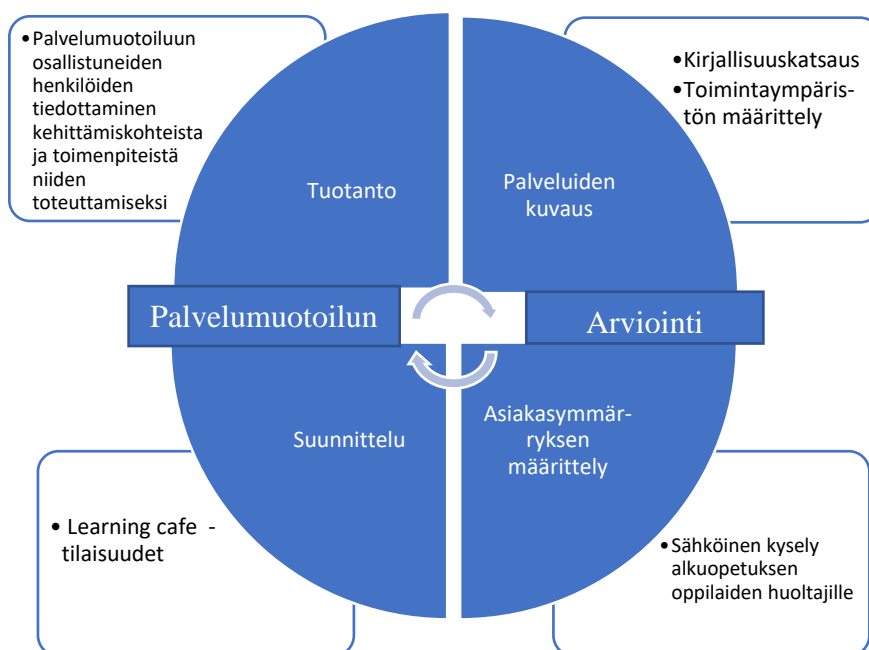 •Palvelumuotoiluun
osallistuneiden
henkilöiden
tiedottaminen
kehittämiskohteista
ja toimenpiteistä
niiden
toteuttamiseksi
Tuotanto
Palveluiden
kuvaus
•Kirjallisuuskatsaus
•Toimintaympäris-
tön määrittely
Palvelumuotoilun
Arviointi
Suunnittelu
Asiakasymmär-
ryksen
määrittely
• Learning cafe -
tilaisuudet
•Sähköinen kysely
alkuopetuksen
oppilaiden huoltajille